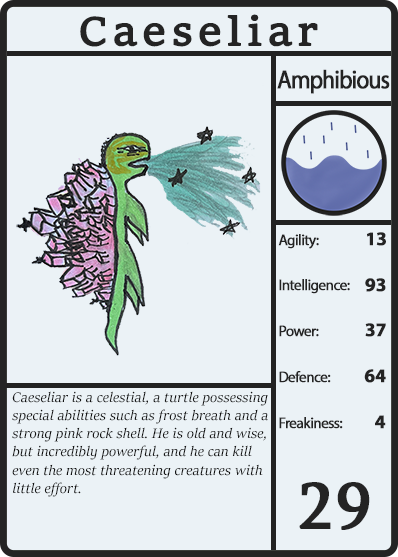 Caeseliar
Amphibious
Agility: 13
Intelligence: 93
Power: 37
Defence: 64
Freakiness: 4
29
Caeseliar is a celestial, a turtle possessing
special abilities such as frost breath and a
strong pink rock shell. He is old and wise,
but incredibly powerful, and he can kill
even the most threatening creatures with
little effort.